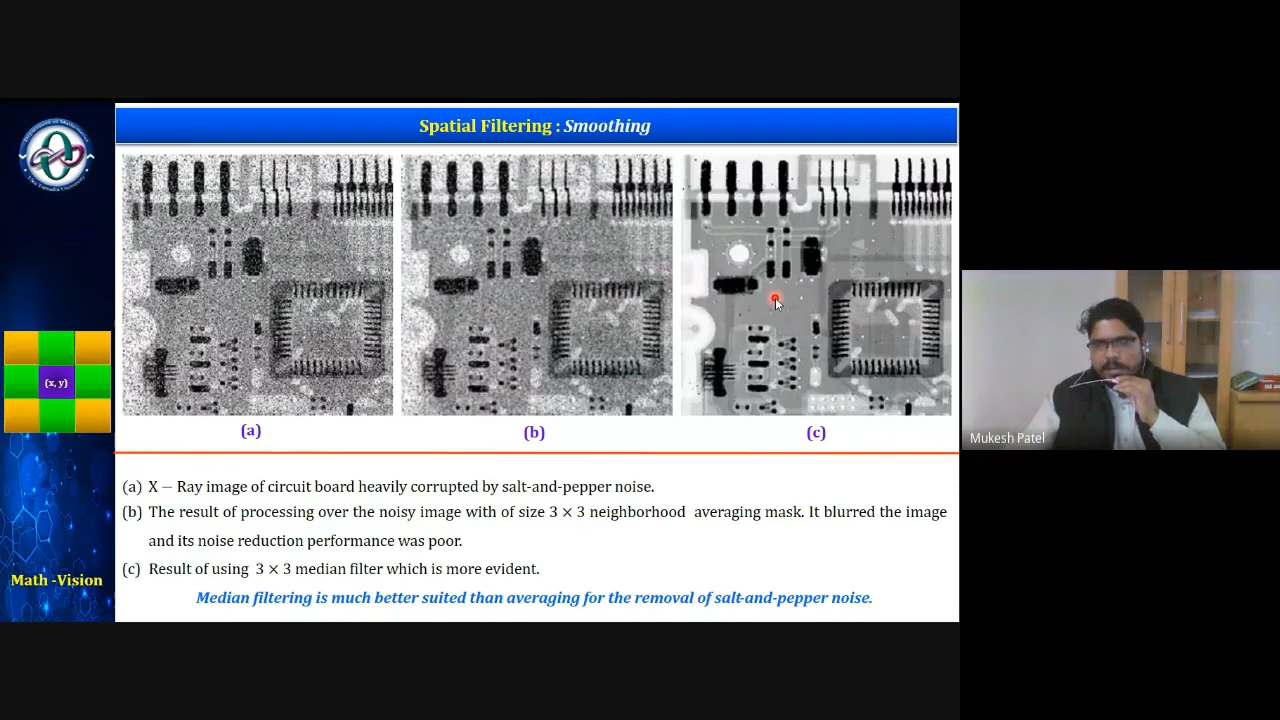 Spatial Filtering : Smoothing
(x, y)
(a)
(b)
(c)
Mukesh Patel
(a) X − Ray image of circuit board heavily corrupted by salt-and-pepper noise.
(b) The result of processing over the noisy image with of size 3 × 3 neighborhood averaging mask. It blurred the image
and its noise reduction performance was poor.
(c) Result of using 3 × 3 median filter which is more evident.
Math -Vision
Median filtering is much better suited than averaging for the removal of salt-and-pepper noise.